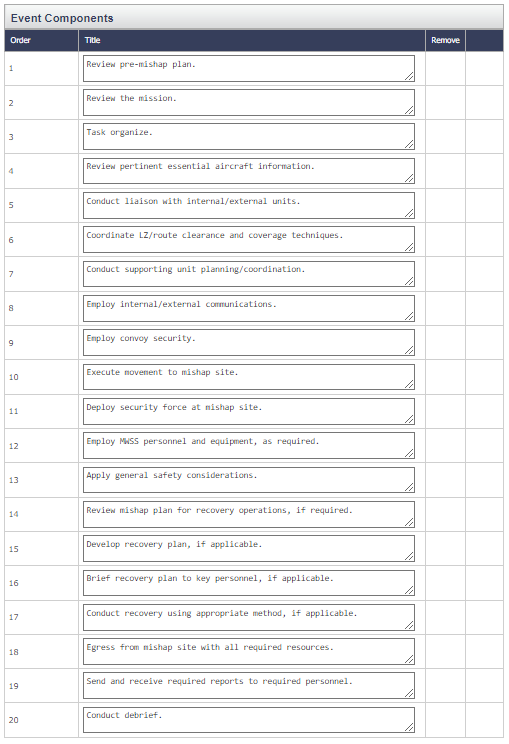 Event Components
Order Title Remove
1 Review pre-mishap plan.
2 Review the mission.
3 Task organize.
4 Review pertinent essential aircraft information.
5 Conduct liaison with internal/external units.
6 Coordinate LZ/route clearance and coverage techniques.
7 Conduct supporting unit planning/coordination.
8 Employ internal/external communications.
9 Employ convoy security.
10 Execute movement to mishap site.
11 Deploy security force at mishap site.
12 Employ MWSS personnel and equipment, as required.
13 Apply general safety considerations.
14 Review mishap plan for recovery operations, if required.
15 Develop recovery plan, if applicable.
16 Brief recovery plan to key personnel, if applicable.
17 Conduct recovery using appropriate method, if applicable.
18 Egress from mishap site with all required resources.
19 Send and receive required reports to required personnel.
20 Conduct debrief.